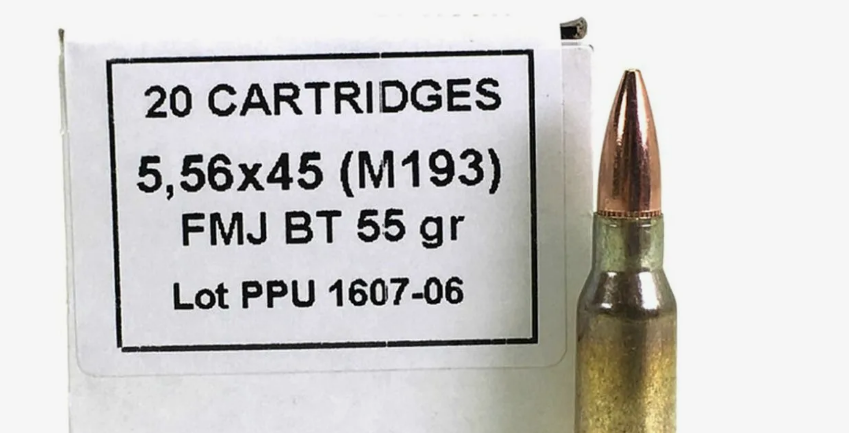 20 CARTRIDGES
5,56x45 (M193)
FMJ BT 55 gr
Lot PPU 1607-06